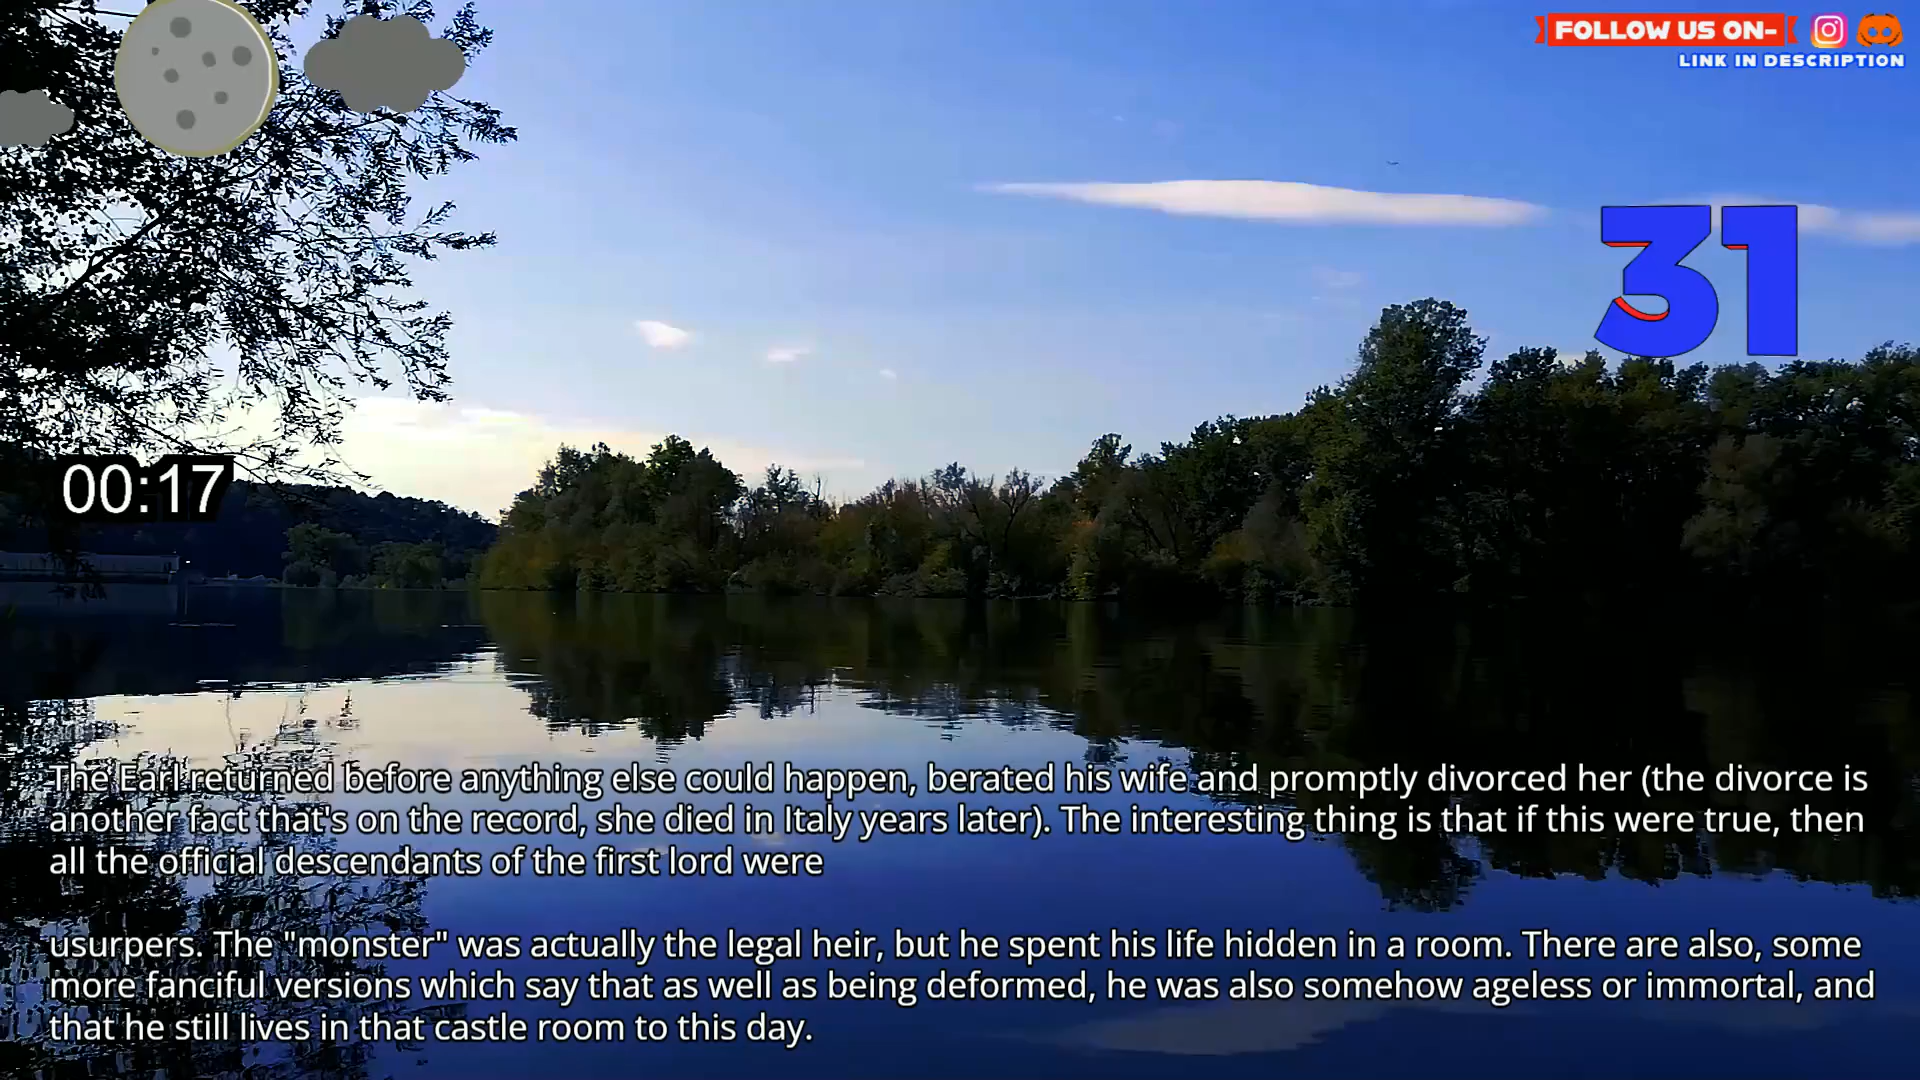 FOLLOW US ON-
LINK IN DESCRIPTION
31
00:17
The Earl returned before anything else could happen, berated his wife and promptly divorced her (the divorce is
another fact that's on the record, she died in Italy years later). The interesting thing is that if this were true, then
all the official descendants of the first lord were
usurpers. The "monster" was actually the legal heir, but he spent his life hidden in a room. There are also, some
more fanciful versions which say that as well as being deformed, he was also somehow ageless or immortal, and
that he still lives in that castle room to this day.